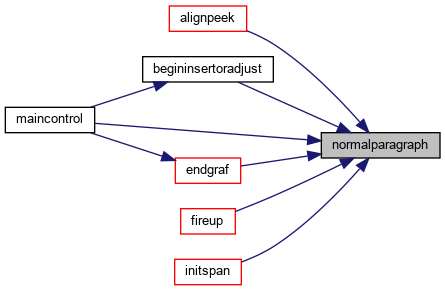 alignpeek
begininsertoradjust
maincontrol
normalparagraph
endgraf
fireup
initspan